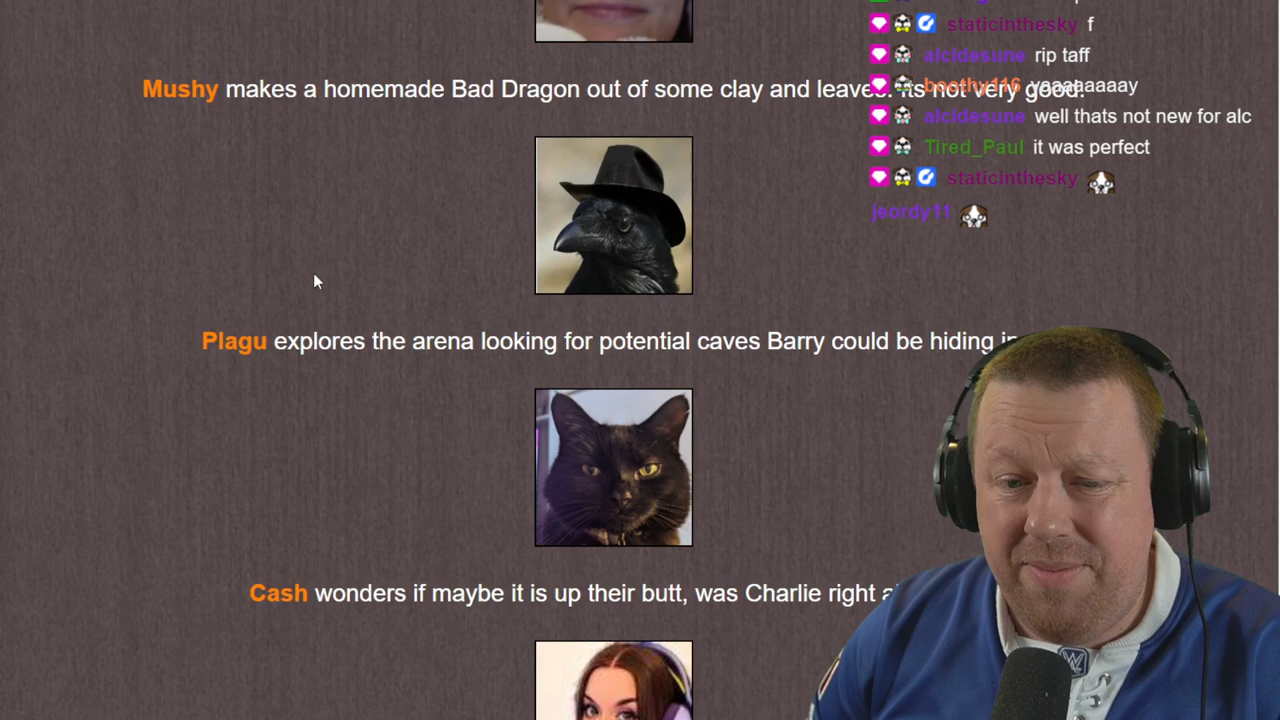 staticinthesky f
alcidesune rip taff
Mushy makes a homemade Bad Dragon out of some clay and leaves. Its not very good.
boothy116 yaaaaaaaay
alcidesune well thats not new for alc
Tired_Paul it was perfect
staticinthesky
jeordy11
Plagu explores the arena looking for potential caves Barry could be hiding in
Cash wonders if maybe it is up their butt, was Charlie right
W